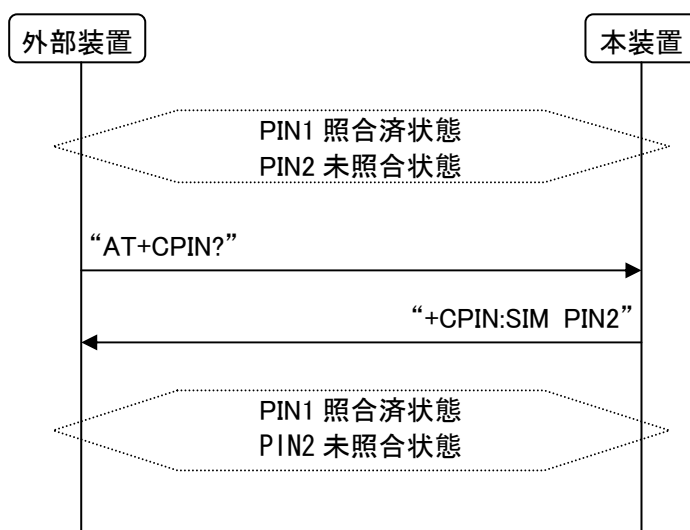 外部装置
本装置
PIN1 照合済状態
PIN2 未照合状態
“AT+CPIN?”
“+CPIN:SIM PIN2”
PIN1 照合済状態
PIN2 未照合状態